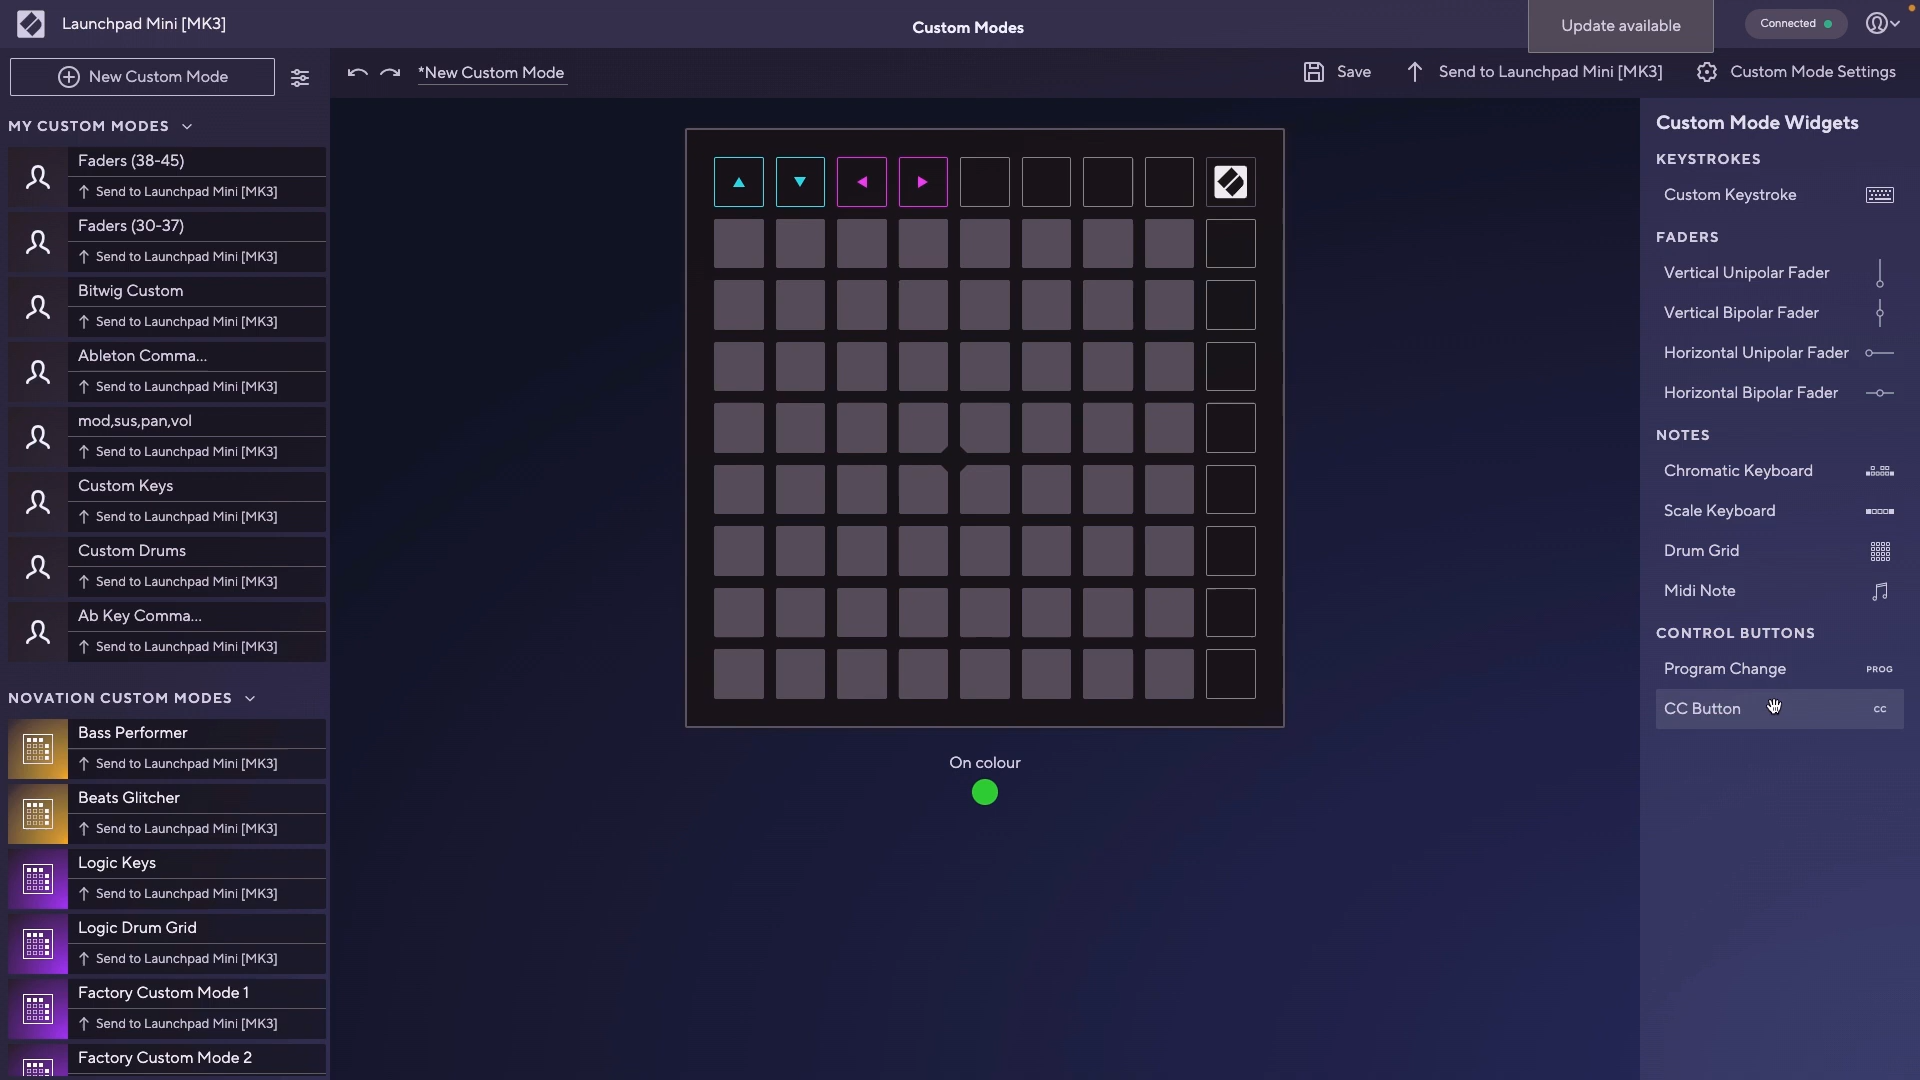 Launchpad Mini [MK3]
Custom Modes
Update available
Connected
New Custom Mode
*New Custom Mode
Save
Send to Launchpad Mini [MK3]
Custom Mode Settings
MY CUSTOM MODES
Faders (38-45)
Send to Launchpad Mini [MK3]
Faders (30-37)
Send to Launchpad Mini [MK3]
Bitwig Custom
Send to Launchpad Mini [MK3]
Ableton Comma...
Send to Launchpad Mini [MK3]
mod,sus,pan,vol
Send to Launchpad Mini [MK3]
Custom Keys
Send to Launchpad Mini [MK3]
Custom Drums
Send to Launchpad Mini [MK3]
Ab Key Comma...
Send to Launchpad Mini [MK3]
NOVATION CUSTOM MODES
Bass Performer
Send to Launchpad Mini [MK3]
Beats Glitcher
Send to Launchpad Mini [MK3]
Logic Keys
Send to Launchpad Mini [MK3]
Logic Drum Grid
Send to Launchpad Mini [MK3]
Factory Custom Mode 1
Send to Launchpad Mini [MK3]
Factory Custom Mode 2
On colour
Custom Mode Widgets
KEYSTROKES
Custom Keystroke
FADERS
Vertical Unipolar Fader
Vertical Bipolar Fader
Horizontal Unipolar Fader
Horizontal Bipolar Fader
NOTES
Chromatic Keyboard
Scale Keyboard
Drum Grid
Midi Note
CONTROL BUTTONS
Program Change PROG
CC Button CC